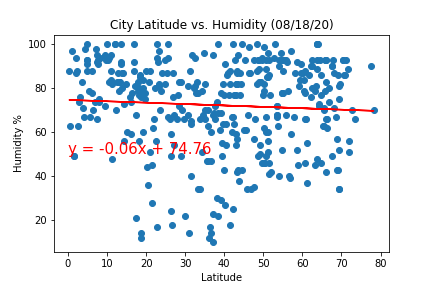 City Latitude vs. Humidity (08/18/20)
100
80
60
40
20
Humidity %
y = -0.06x + 74.76
0 10 20 30 40 50 60 70 80
Latitude